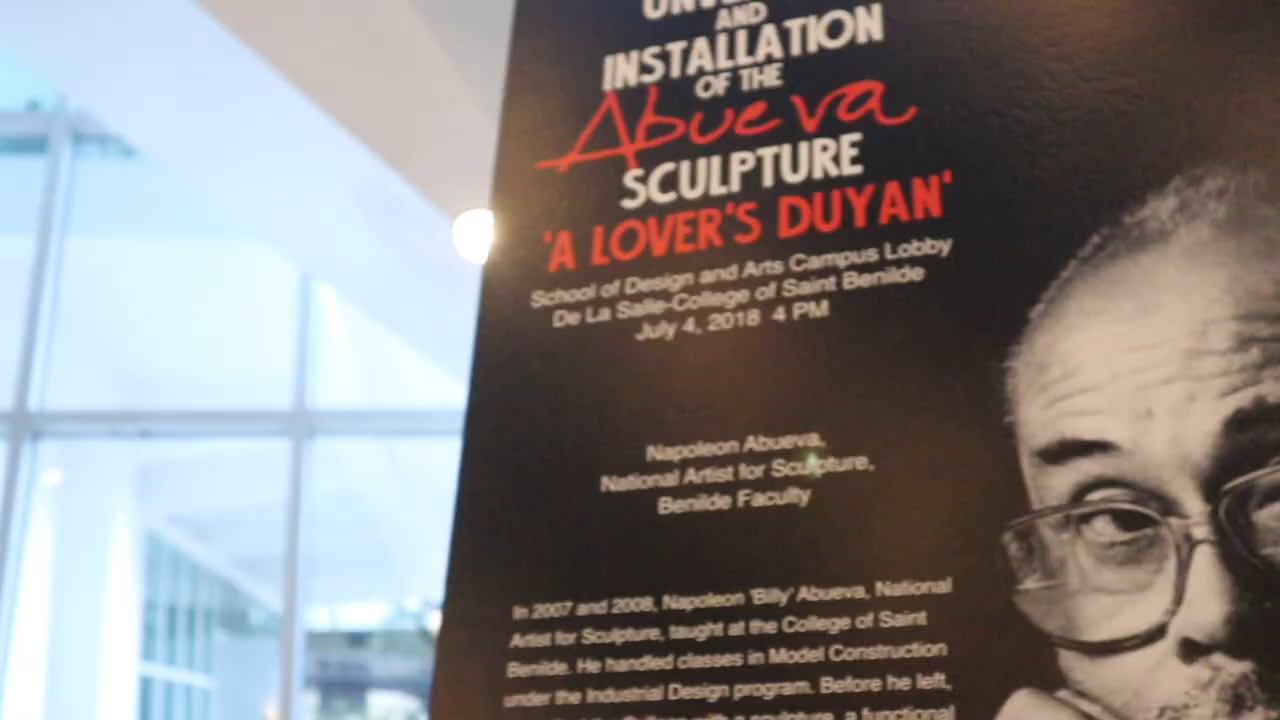 AND
INSTALLATION
OF THE
Abueva
SCULPTURE
'A LOVER'S DUYAN'
School of Design and Arts Campus Lobby
De La Salle-College of Saint Benilde
July 4, 2018 4 PM
Napoleon Abueva,
National Artist for Sculpture,
Benilde Faculty
In 2007 and 2008, Napoleon 'Billy' Abueva, National
Artist for Sculpture, taught at the College of Saint
Benilde. He handled classes in Model Construction
under the Industrial Design program. Before he left,
with a sculpture, a functional